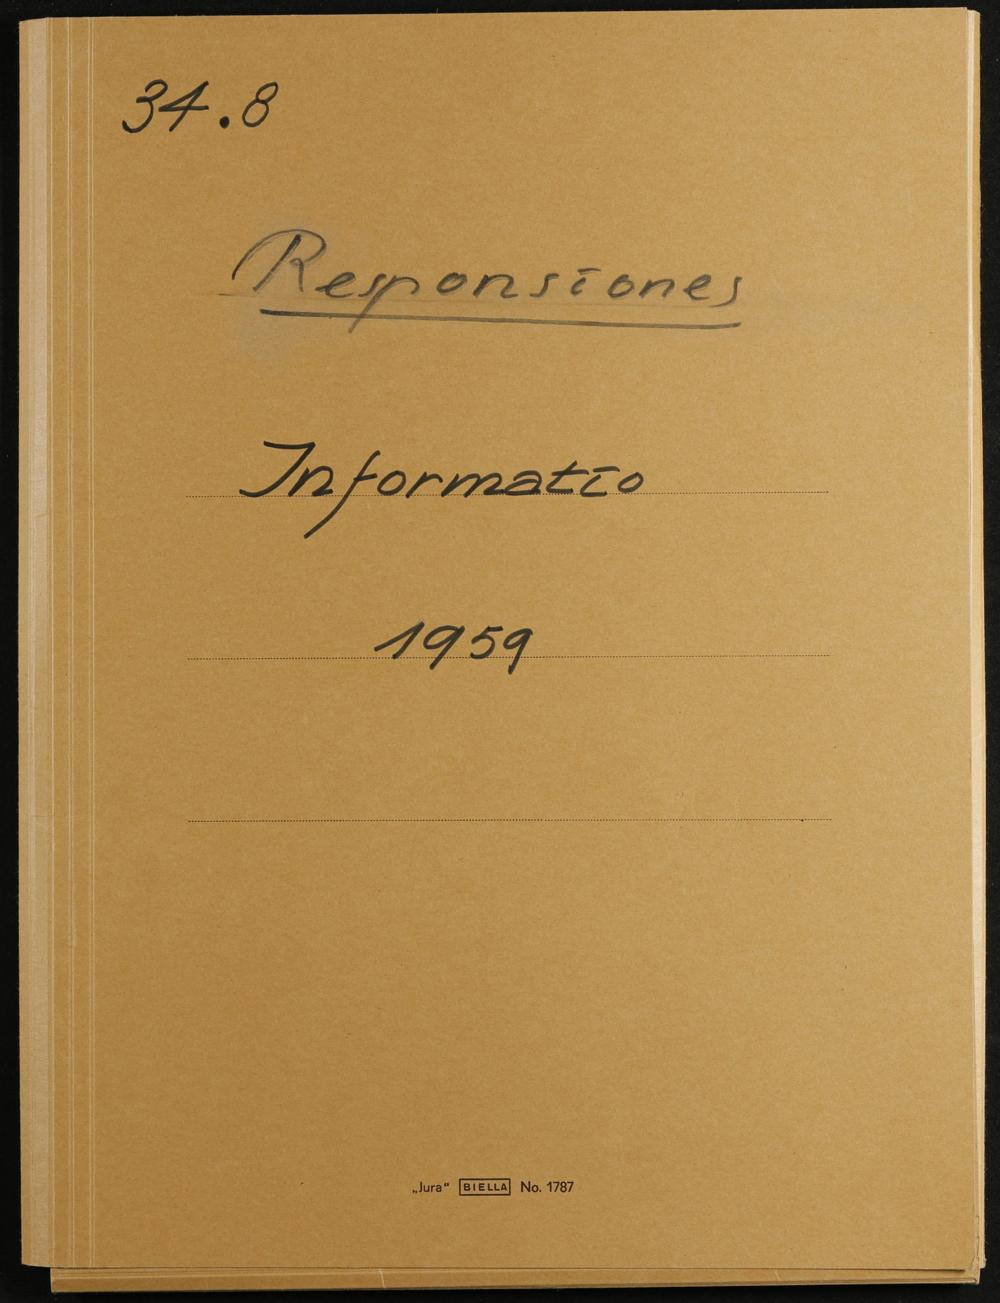 34.8
Responsiones
Informatio
1959
„Jura“ BIELLA No. 1787